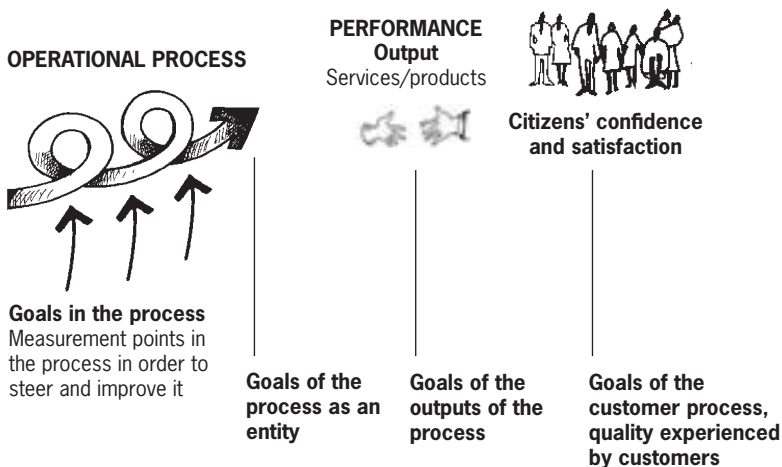 OPERATIONAL PROCESS
PERFORMANCE
Output
Services/products
Citizens’ confidence
and satisfaction
Goals in the process
Measurement points in
the process in order to
steer and improve it
Goals of the
process as an
entity
Goals of the
outputs of the
process
Goals of the
customer process,
quality experienced
by customers